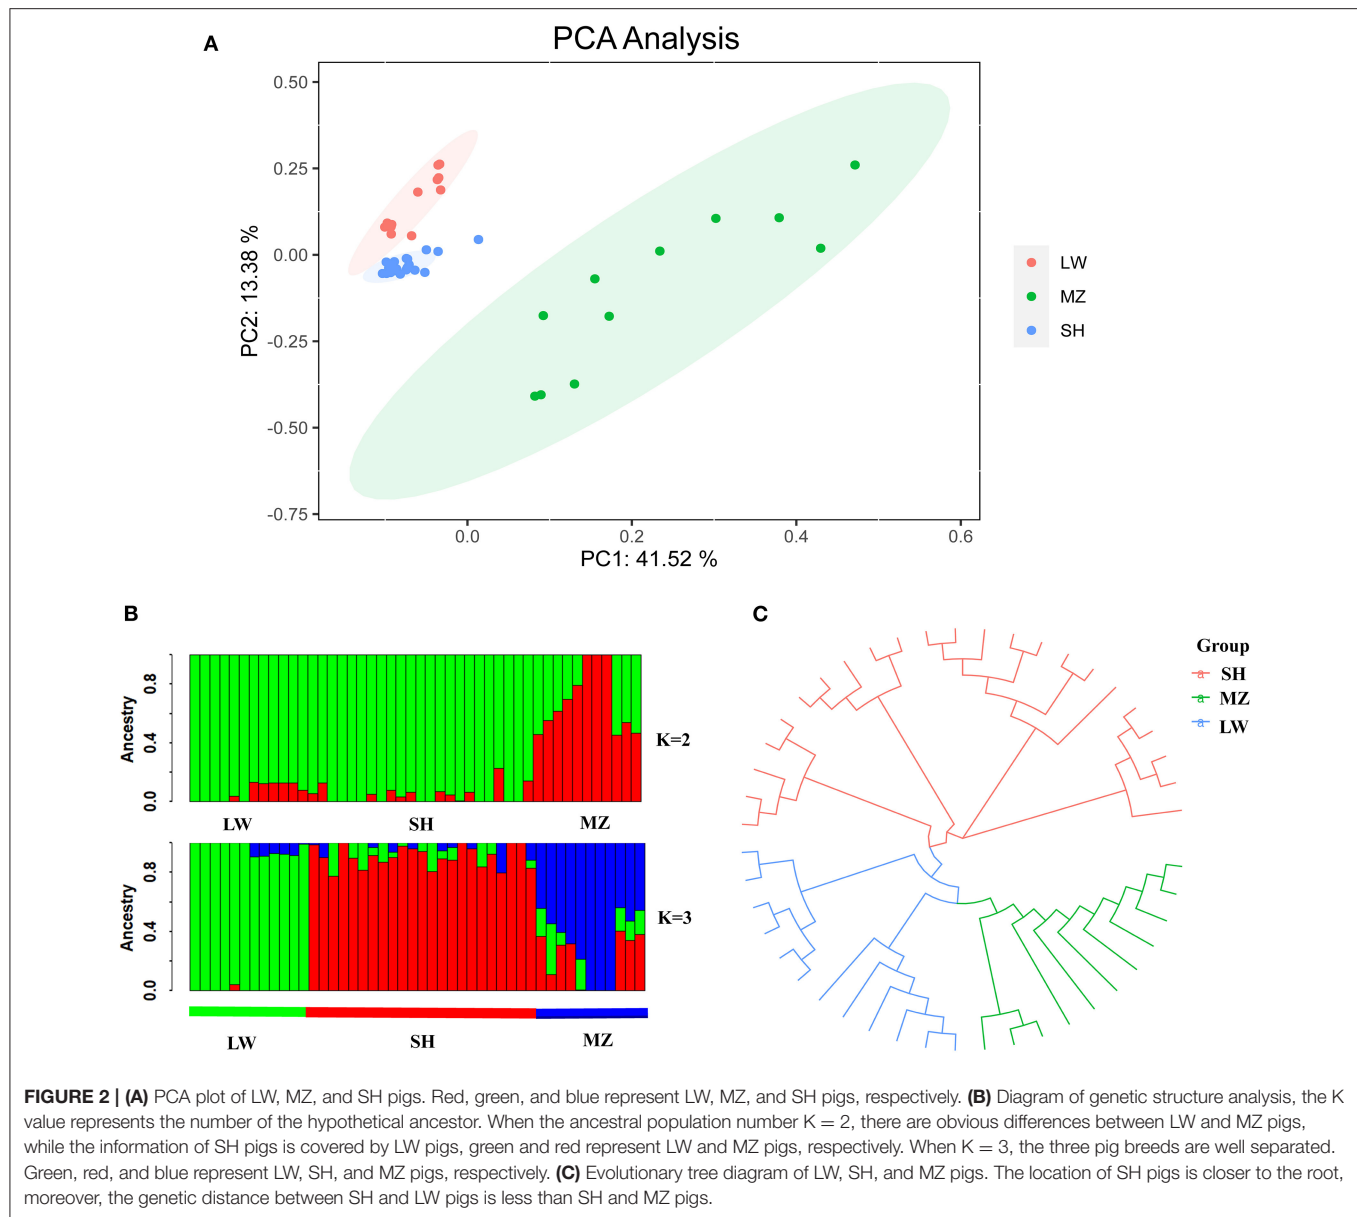 A
PCA Analysis
0.50
0.25
0.00
-0.25
-0.50
-0.75
PC2: 13.38 %
0.0
0.2
0.4
0.6
PC1: 41.52 %
LW
MZ
SH
B
0.8
0.4
0.0
Ancestry
K=2
LW
SH
MZ
0.8
0.4
0.0
Ancestry
K=3
LW
SH
MZ
C
Group
a SH
a MZ
a LW
FIGURE 2 | (A) PCA plot of LW, MZ, and SH pigs. Red, green, and blue represent LW, MZ, and SH pigs, respectively. (B) Diagram of genetic structure analysis, the K
value represents the number of the hypothetical ancestor. When the ancestral population number K = 2, there are obvious differences between LW and MZ pigs,
while the information of SH pigs is covered by LW pigs, green and red represent LW and MZ pigs, respectively. When K = 3, the three pig breeds are well separated.
Green, red, and blue represent LW, SH, and MZ pigs, respectively. (C) Evolutionary tree diagram of LW, SH, and MZ pigs. The location of SH pigs is closer to the root,
moreover, the genetic distance between SH and LW pigs is less than SH and MZ pigs.